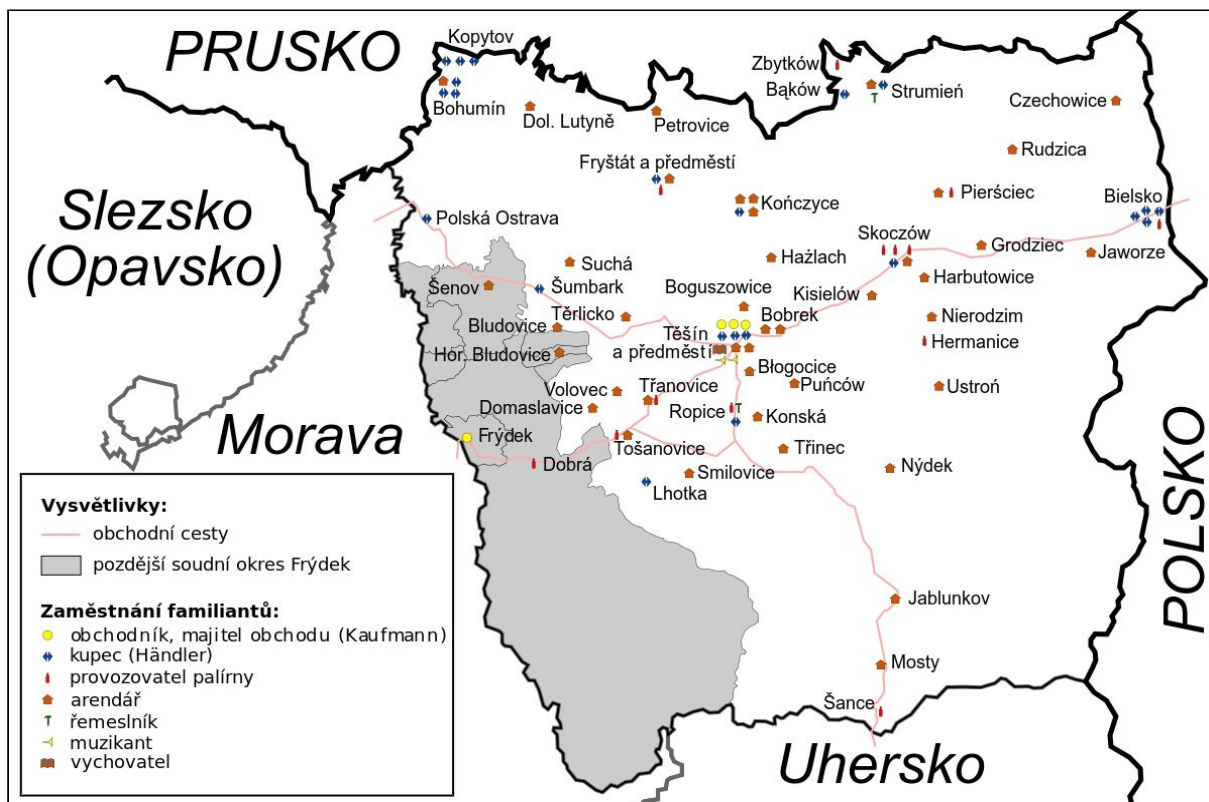 PRUSKO
Kopytov
Zbytków
Bąków
Strumień
Czechowice
Bohumín
Dol. Lutyně
Petrovice
Rudzica
Fryštát a předměstí
Pierściec
Bielsko
Slezsko
(Opavsko)
Polská Ostrava
Kończyce
Skoczów
Grodziec
Jaworze
Suchá
Hażlach
Harbutowice
Šenov
Šumbark
Boguszowice
Kisielów
Těrlicko
Bobrek
Nierodzim
Bludovice
Těšín
a předměstí
Hermanice
Hor. Bludovice
Błogocice
Puńców
Ustroń
Volovec
Třanovice
Domaslavice
Ropice
Konská
Morava
Frýdek
Tošanovice
Třinec
Dobrá
Smilovice
Nýdek
Lhotka
POLSKO
Jablunkov
Mosty
Šance
Uhersko
Vysvětlivky:
obchodní cesty
pozdější soudní okres Frýdek
Zaměstnání familiantů:
obchodník, majitel obchodu (Kaufmann)
kupec (Händler)
provozovatel palírny
arendář
řemeslník
muzikant
vychovatel